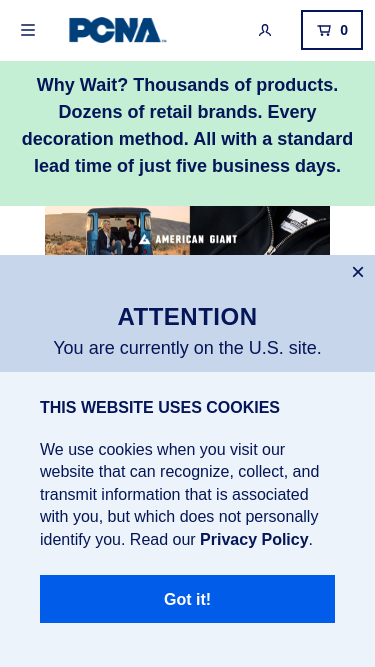 PCNA
0
Why Wait? Thousands of products.
Dozens of retail brands. Every
decoration method. All with a standard
lead time of just five business days.
AMERICAN GIANT
ATTENTION
You are currently on the U.S. site.
THIS WEBSITE USES COOKIES
We use cookies when you visit our
website that can recognize, collect, and
transmit information that is associated
with you, but which does not personally
identify you. Read our Privacy Policy.
Got it!